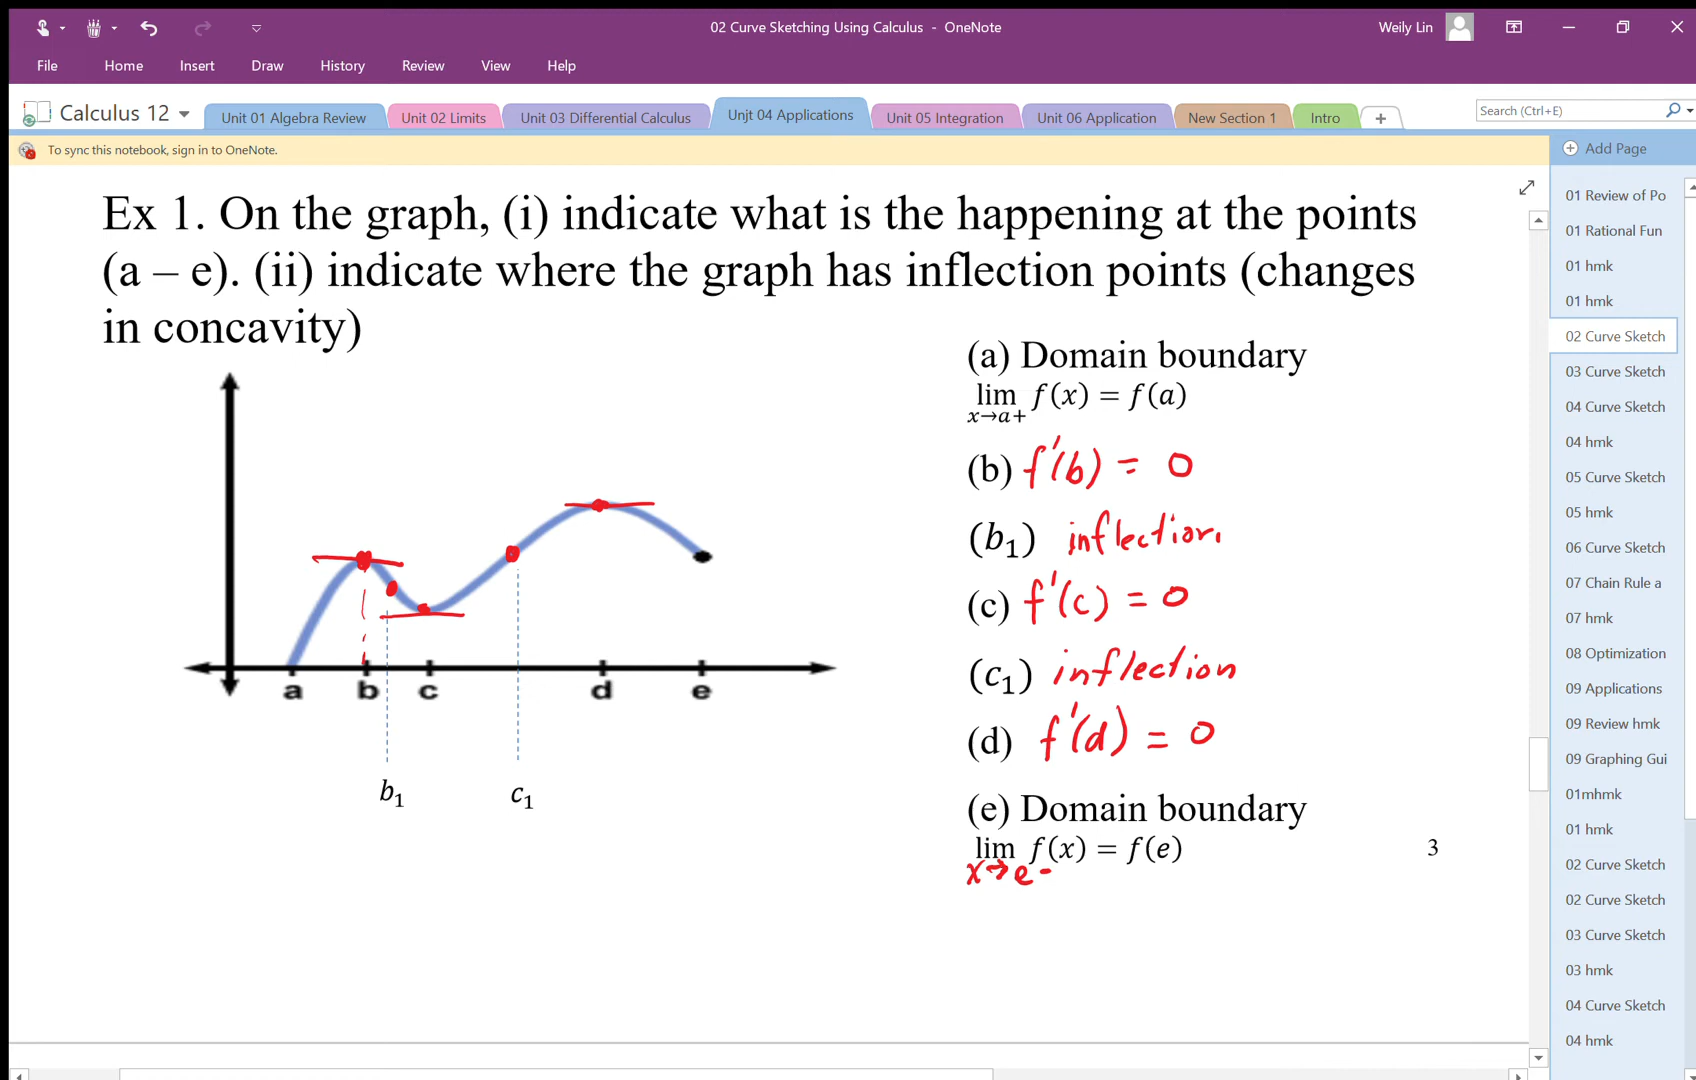 02 Curve Sketching Using Calculus - OneNote
Weily Lin
File Home Insert Draw History Review View Help
Calculus 12
Unit 01 Algebra Review
Unit 02 Limits
Unit 03 Differential Calculus
Unit 04 Applications
Unit 05 Integration
Unit 06 Application
New Section 1
Intro
+
Search (Ctrl+E)
To sync this notebook, sign in to OneNote.
Add Page
Ex 1. On the graph, (i) indicate what is the happening at the points
(a – e). (ii) indicate where the graph has inflection points (changes
in concavity)
a b c d e
b₁ c₁
(a) Domain boundary
lim f(x) = f(a)
x→a+
(b) f'(b) = 0
(b₁) inflection
(c) f'(c) = 0
(c₁) inflection
(d) f'(d) = 0
(e) Domain boundary
lim f(x) = f(e)
x→e-
3
01 Review of Po
01 Rational Fun
01 hmk
01 hmk
02 Curve Sketch
03 Curve Sketch
04 Curve Sketch
04 hmk
05 Curve Sketch
05 hmk
06 Curve Sketch
07 Chain Rule a
07 hmk
08 Optimization
09 Applications
09 Review hmk
09 Graphing Gui
01mhmk
01 hmk
02 Curve Sketch
02 Curve Sketch
03 Curve Sketch
03 hmk
04 Curve Sketch
04 hmk